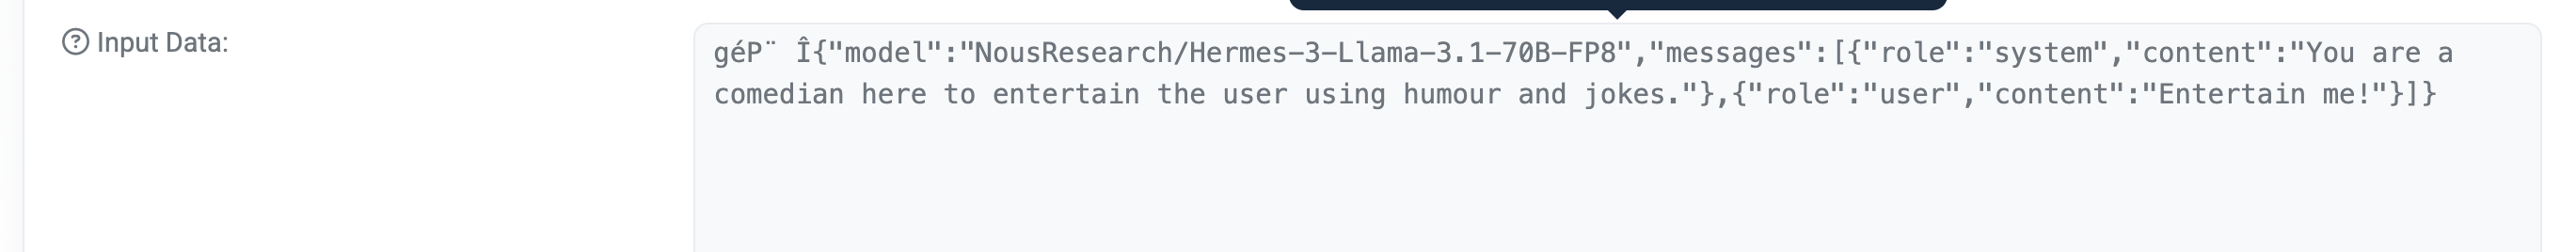 Input Data:
géP¨ Î{"model":"NousResearch/Hermes-3-Llama-3.1-70B-FP8","messages":[{"role":"system","content":"You are a
comedian here to entertain the user using humour and jokes."},{"role":"user","content":"Entertain me!"}]}